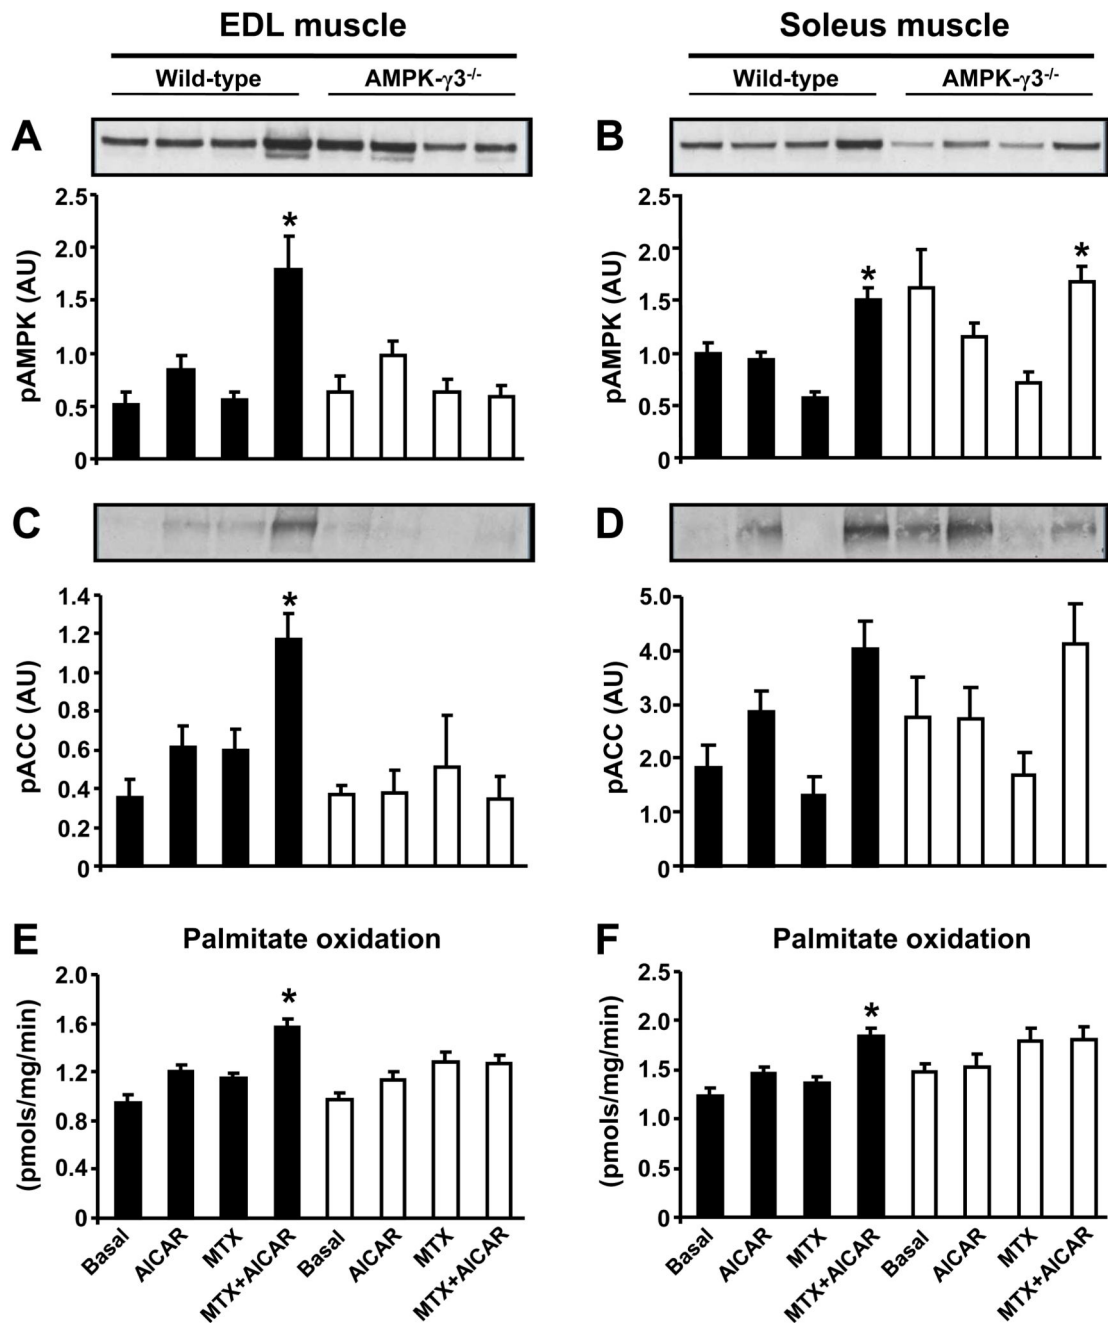 EDL muscle
Soleus muscle
Wild-type
AMPK-γ3-/-
Wild-type
AMPK-γ3-/-
A
B
2.5
2.0
1.5
1.0
0.5
0
pAMPK (AU)
*
2.5
2.0
1.5
1.0
0.5
0
pAMPK (AU)
*
*
C
D
1.4
1.2
1.0
0.8
0.6
0.4
0.2
0
pACC (AU)
*
5.0
4.0
3.0
2.0
1.0
0
pACC (AU)
E
Palmitate oxidation
2.0
1.6
1.2
0.8
0.4
0
(pmols/mg/min)
*
Basal
AICAR
MTX
MTX+AICAR
Basal
AICAR
MTX
MTX+AICAR
F
Palmitate oxidation
2.5
2.0
1.5
1.0
0.5
0
(pmols/mg/min)
*
Basal
AICAR
MTX
MTX+AICAR
Basal
AICAR
MTX
MTX+AICAR